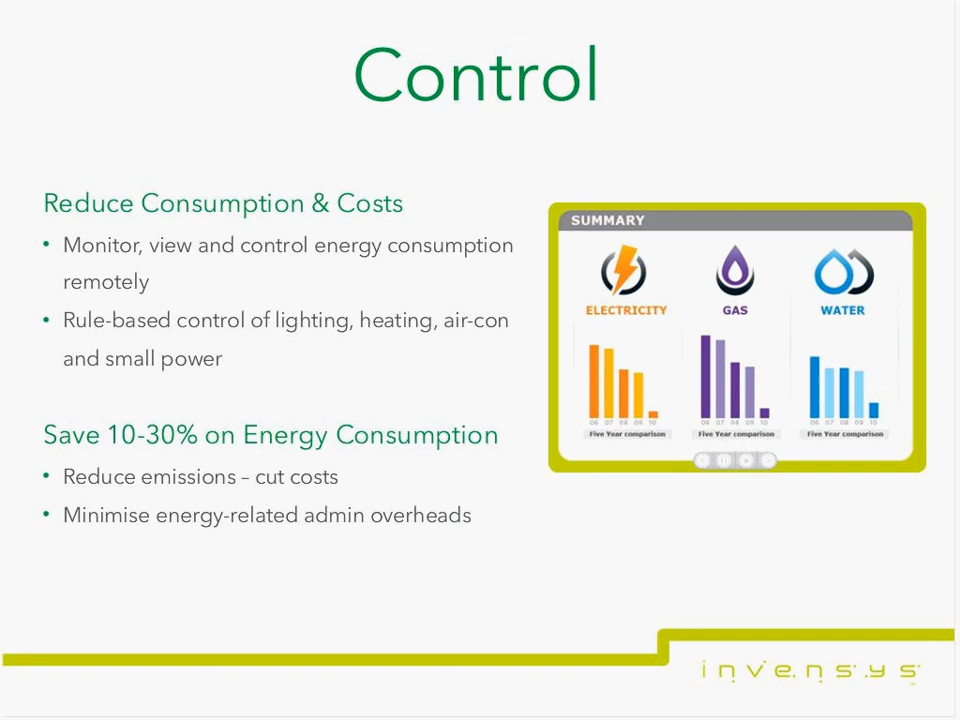 Control
Reduce Consumption & Costs
• Monitor, view and control energy consumption
remotely
• Rule-based control of lighting, heating, air-con
and small power
Save 10-30% on Energy Consumption
• Reduce emissions – cut costs
• Minimise energy-related admin overheads
SUMMARY
ELECTRICITY GAS WATER
06 07 08 09 10 06 07 08 09 10 06 07 08 09 10
Five Year comparison Five Year comparison Five Year comparison
invensys